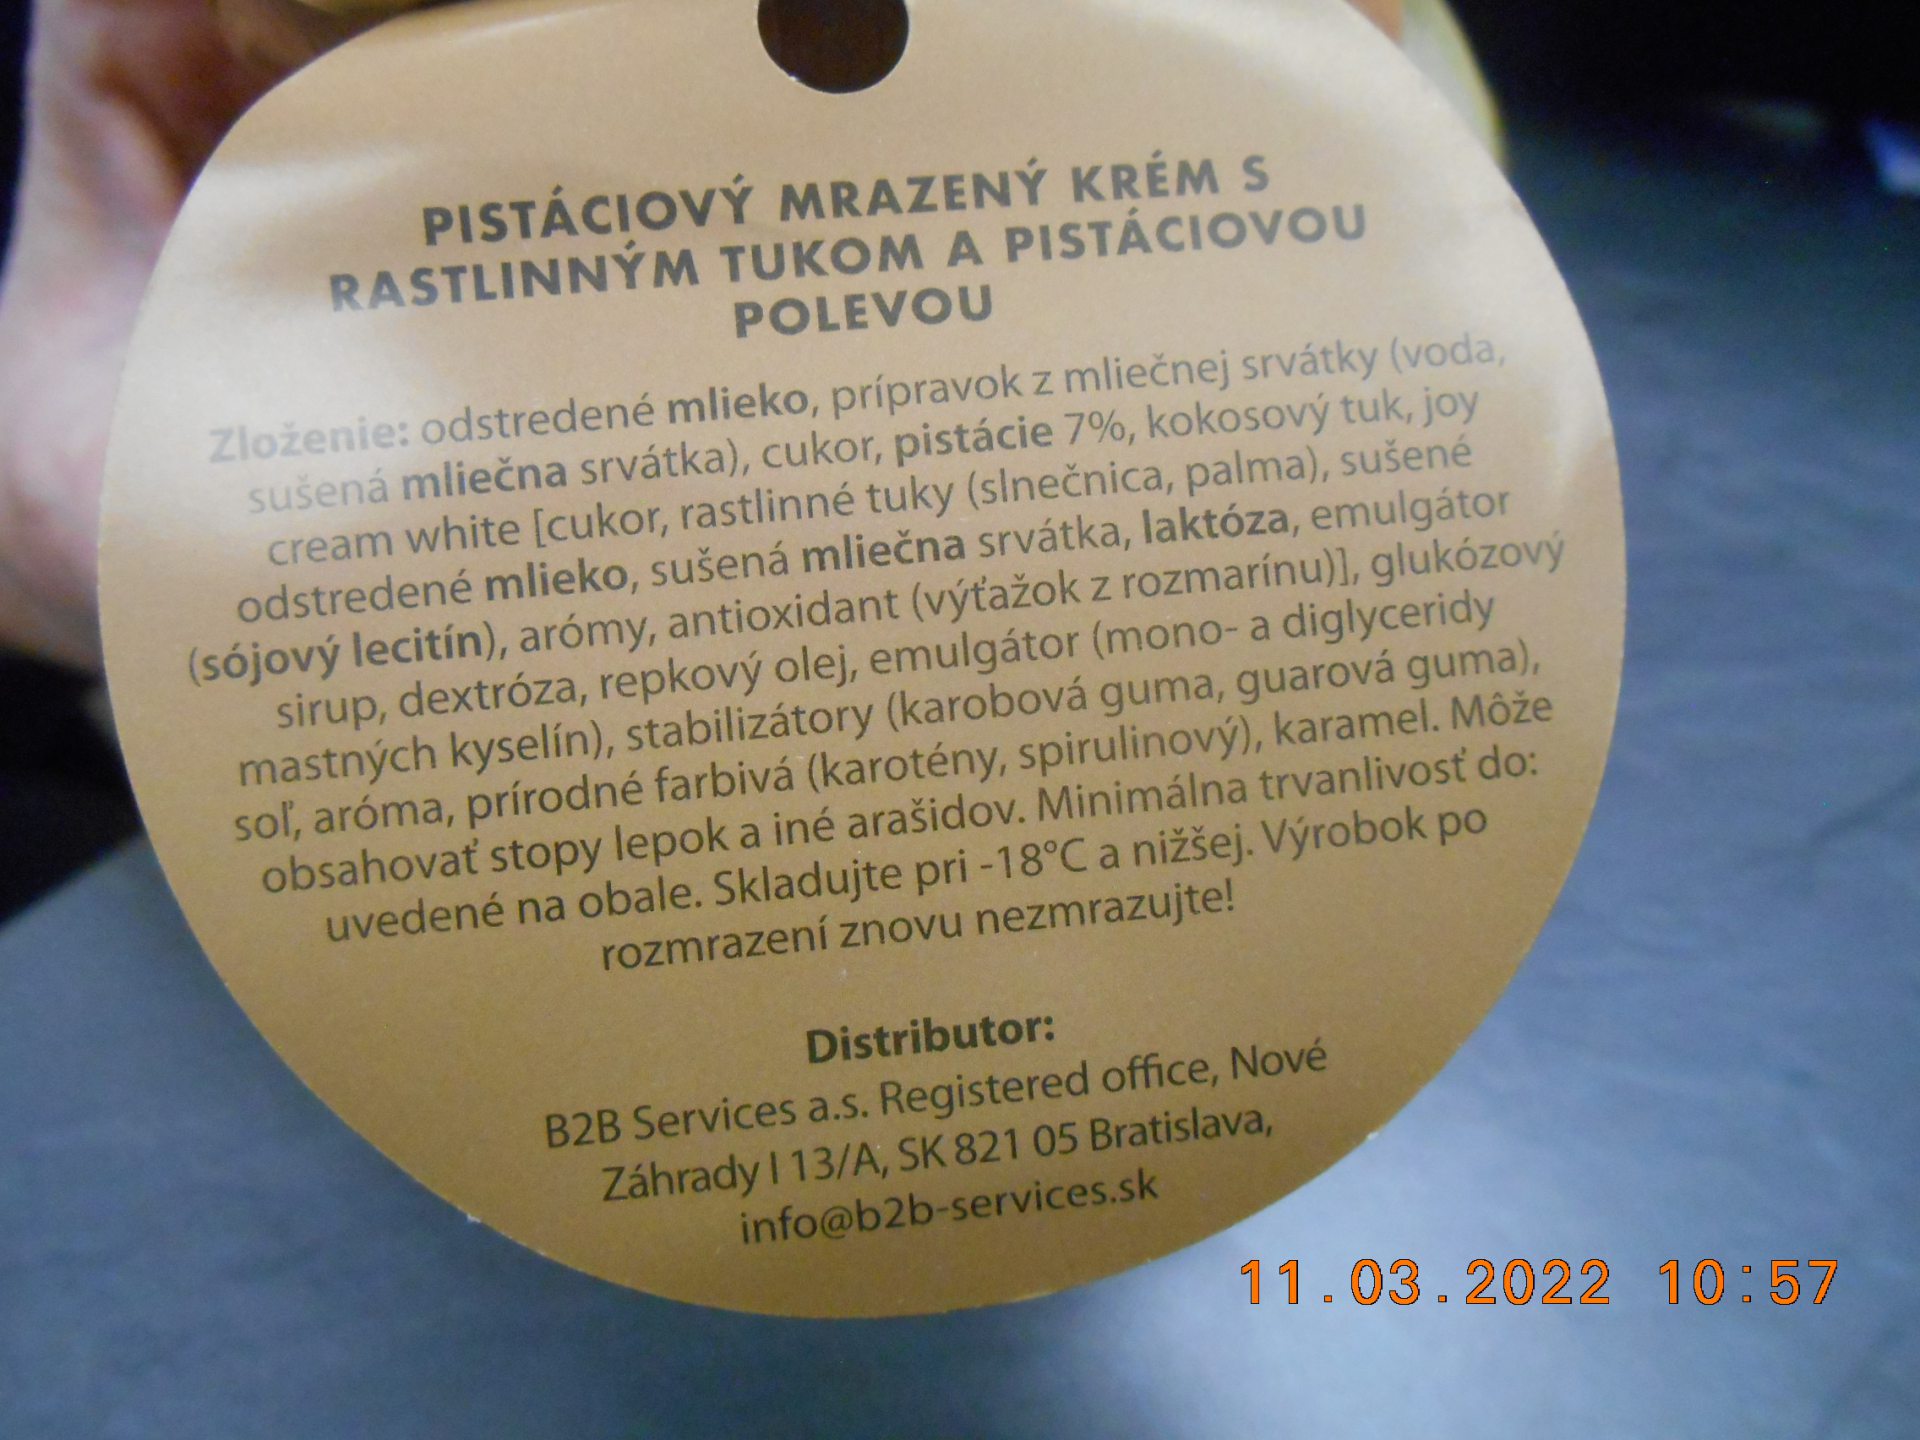 PISTÁCIOVÝ MRAZENÝ KRÉM S
RASTLINNÝM TUKOM A PISTÁCIOVOU
POLEVOU
Zloženie: odstredené mlieko, prípravok z mliečnej srvátky (voda,
sušená mliečna srvátka), cukor, pistácie 7%, kokosový tuk, joy
cream white [cukor, rastlinné tuky (slnečnica, palma), sušené
odstredené mlieko, sušená mliečna srvátka, laktóza, emulgátor
(sójový lecitín), arómy, antioxidant (výťažok z rozmarínu)], glukózový
sirup, dextróza, repkový olej, emulgátor (mono- a diglyceridy
mastných kyselín), stabilizátory (karobová guma, guarová guma),
soľ, aróma, prírodné farbivá (karotény, spirulinový), karamel. Môže
obsahovať stopy lepok a iné arašidov. Minimálna trvanlivosť do:
uvedené na obale. Skladujte pri -18°C a nižšej. Výrobok po
rozmrazení znovu nezmrazujte!
Distributor:
B2B Services a.s. Registered office, Nové
Záhrady I 13/A, SK 821 05 Bratislava,
info@b2b-services.sk
11.03.2022 10:57